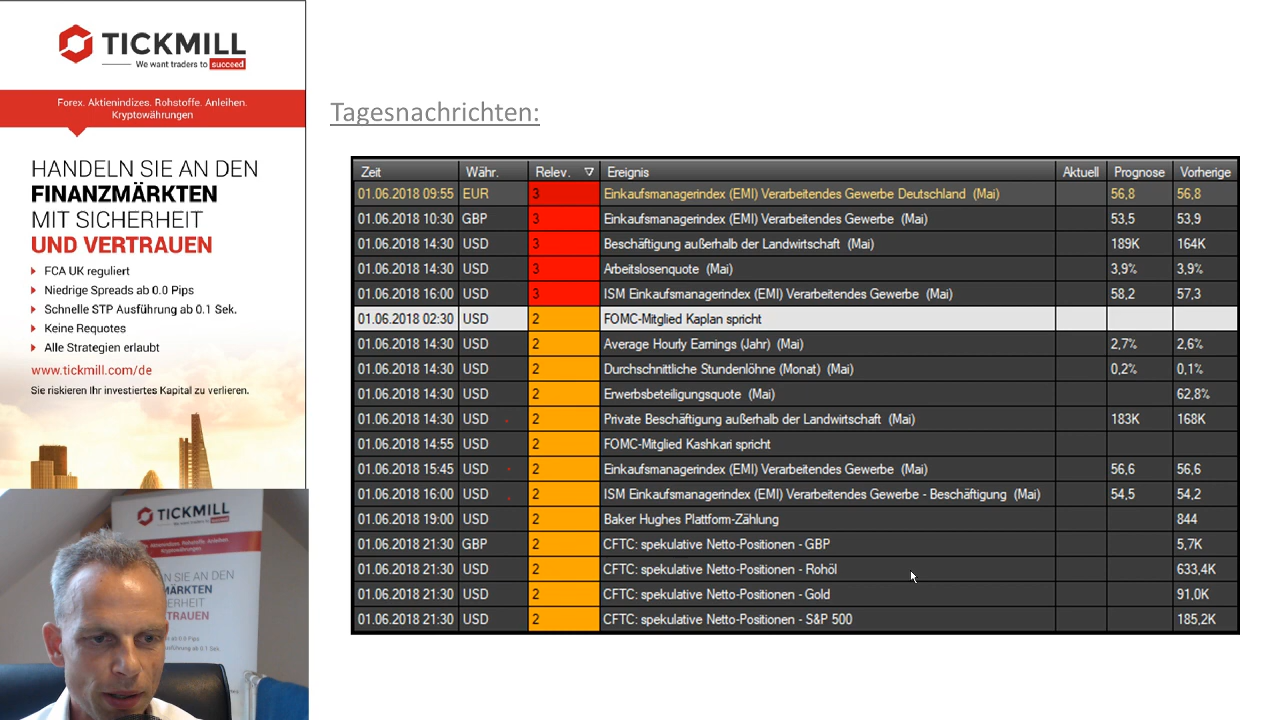 TICKMILL
We want traders to succeed
Forex. Aktienindizes. Rohstoffe. Anleihen.
Kryptowährungen
HANDELN SIE AN DEN
FINANZMÄRKTEN
MIT SICHERHEIT
UND VERTRAUEN
FCA UK reguliert
Niedrige Spreads ab 0.0 Pips
Schnelle STP Ausführung ab 0.1 Sek.
Keine Requotes
Alle Strategien erlaubt
www.tickmill.com/de
Sie riskieren Ihr investiertes Kapital zu verlieren.
TICKMILL
We want traders to succeed
N SIE AN DEN
MÄRKTEN
ERHEIT
TRAUEN
Tagesnachrichten:
Zeit Währ. Relev. Ereignis Aktuell Prognose Vorherige
01.06.2018 09:55 EUR 3 Einkaufsmanagerindex (EMI) Verarbeitendes Gewerbe Deutschland (Mai) 56,8 56,8
01.06.2018 10:30 GBP 3 Einkaufsmanagerindex (EMI) Verarbeitendes Gewerbe (Mai) 53,5 53,9
01.06.2018 14:30 USD 3 Beschäftigung außerhalb der Landwirtschaft (Mai) 189K 164K
01.06.2018 14:30 USD 3 Arbeitslosenquote (Mai) 3,9% 3,9%
01.06.2018 16:00 USD 3 ISM Einkaufsmanagerindex (EMI) Verarbeitendes Gewerbe (Mai) 58,2 57,3
01.06.2018 02:30 USD 2 FOMC-Mitglied Kaplan spricht
01.06.2018 14:30 USD 2 Average Hourly Earnings (Jahr) (Mai) 2,7% 2,6%
01.06.2018 14:30 USD 2 Durchschnittliche Stundenlöhne (Monat) (Mai) 0,2% 0,1%
01.06.2018 14:30 USD 2 Erwerbsbeteiligungsquote (Mai) 62,8%
01.06.2018 14:30 USD 2 Private Beschäftigung außerhalb der Landwirtschaft (Mai) 183K 168K
01.06.2018 14:55 USD 2 FOMC-Mitglied Kashkari spricht
01.06.2018 15:45 USD 2 Einkaufsmanagerindex (EMI) Verarbeitendes Gewerbe (Mai) 56,6 56,6
01.06.2018 16:00 USD 2 ISM Einkaufsmanagerindex (EMI) Verarbeitendes Gewerbe - Beschäftigung (Mai) 54,5 54,2
01.06.2018 19:00 USD 2 Baker Hughes Plattform-Zählung 844
01.06.2018 21:30 GBP 2 CFTC: spekulative Netto-Positionen - GBP 5,7K
01.06.2018 21:30 USD 2 CFTC: spekulative Netto-Positionen - Rohöl 633,4K
01.06.2018 21:30 USD 2 CFTC: spekulative Netto-Positionen - Gold 91,0K
01.06.2018 21:30 USD 2 CFTC: spekulative Netto-Positionen - S&P 500 185,2K